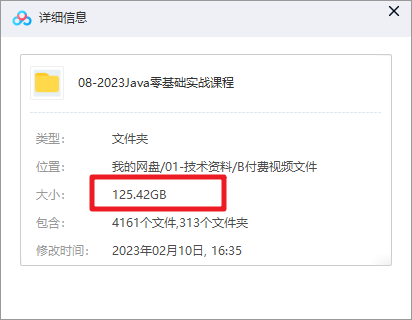 详细信息
08-2023Java零基础实战课程
类型： 文件夹
位置： 我的网盘/01-技术资料/B付费视频文件
大小： 125.42GB
包含： 4161个文件,313个文件夹
修改时间： 2023年02月10日, 16:35